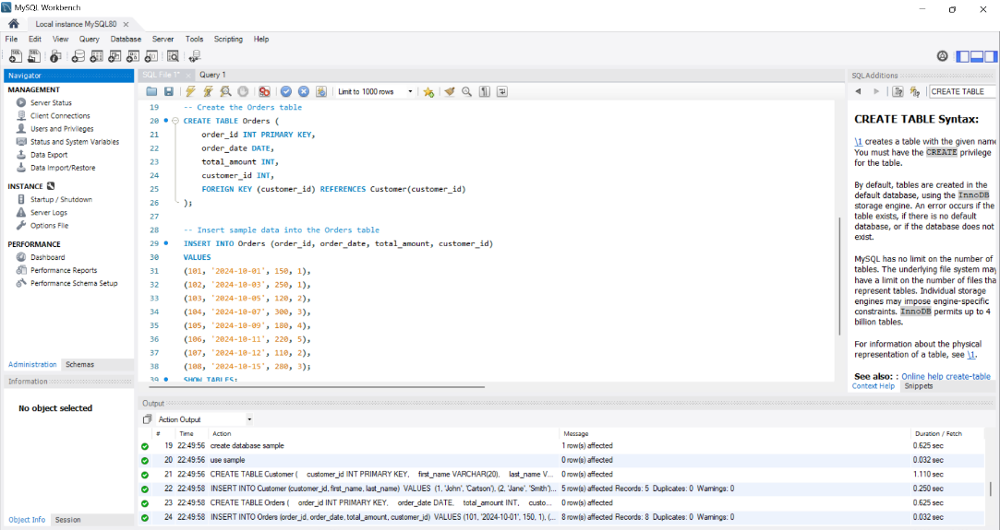 MySQL Workbench
Local instance MySQL80
File Edit View Query Database Server Tools Scripting Help
Navigator
MANAGEMENT
Server Status
Client Connections
Users and Privileges
Status and System Variables
Data Export
Data Import/Restore
INSTANCE
Startup / Shutdown
Server Logs
Options File
PERFORMANCE
Dashboard
Performance Reports
Performance Schema Setup
Administration Schemas
Information
No object selected
Object Info Session
SQL File 1* Query 1
Limit to 1000 rows
19 -- Create the Orders table
20 CREATE TABLE Orders (
21 order_id INT PRIMARY KEY,
22 order_date DATE,
23 total_amount INT,
24 customer_id INT,
25 FOREIGN KEY (customer_id) REFERENCES Customer(customer_id)
26 );
27
28 -- Insert sample data into the Orders table
29 INSERT INTO Orders (order_id, order_date, total_amount, customer_id)
30 VALUES
31 (101, '2024-10-01', 150, 1),
32 (102, '2024-10-03', 250, 1),
33 (103, '2024-10-05', 120, 2),
34 (104, '2024-10-07', 300, 3),
35 (105, '2024-10-09', 180, 4),
36 (106, '2024-10-11', 220, 5),
37 (107, '2024-10-12', 110, 2),
38 (108, '2024-10-15', 280, 3);
39 SHOW TABLES;
Output
Action Output
# Time Action Message Duration / Fetch
19 22:49:56 create database sample 1 row(s) affected 0.625 sec
20 22:49:56 use sample 0 row(s) affected 0.032 sec
21 22:49:56 CREATE TABLE Customer ( customer_id INT PRIMARY KEY, first_name VARCHAR(20), last_name V... 0 row(s) affected 1.110 sec
22 22:49:58 INSERT INTO Customer (customer_id, first_name, last_name) VALUES (1, 'John', 'Cartson'), (2, 'Jane', 'Smith')... 5 row(s) affected Records: 5 Duplicates: 0 Warnings: 0 0.250 sec
23 22:49:58 CREATE TABLE Orders ( order_id INT PRIMARY KEY, order_date DATE, total_amount INT, custo... 0 row(s) affected 0.625 sec
24 22:49:58 INSERT INTO Orders (order_id, order_date, total_amount, customer_id) VALUES (101, '2024-10-01', 150, 1), (... 8 row(s) affected Records: 8 Duplicates: 0 Warnings: 0 0.032 sec
SQLAdditions
CREATE TABLE
CREATE TABLE Syntax:
\1 creates a table with the given name
You must have the CREATE privilege
for the table.
By default, tables are created in the
default database, using the InnoDB
storage engine. An error occurs if the
table exists, if there is no default
database, or if the database does not
exist.
MySQL has no limit on the number of
tables. The underlying file system may
have a limit on the number of files tha
represent tables. Individual storage
engines may impose engine-specific
constraints. InnoDB permits up to 4
billion tables.
For information about the physical
representation of a table, see \1.
See also: : Online help create-table
Context Help Snippets